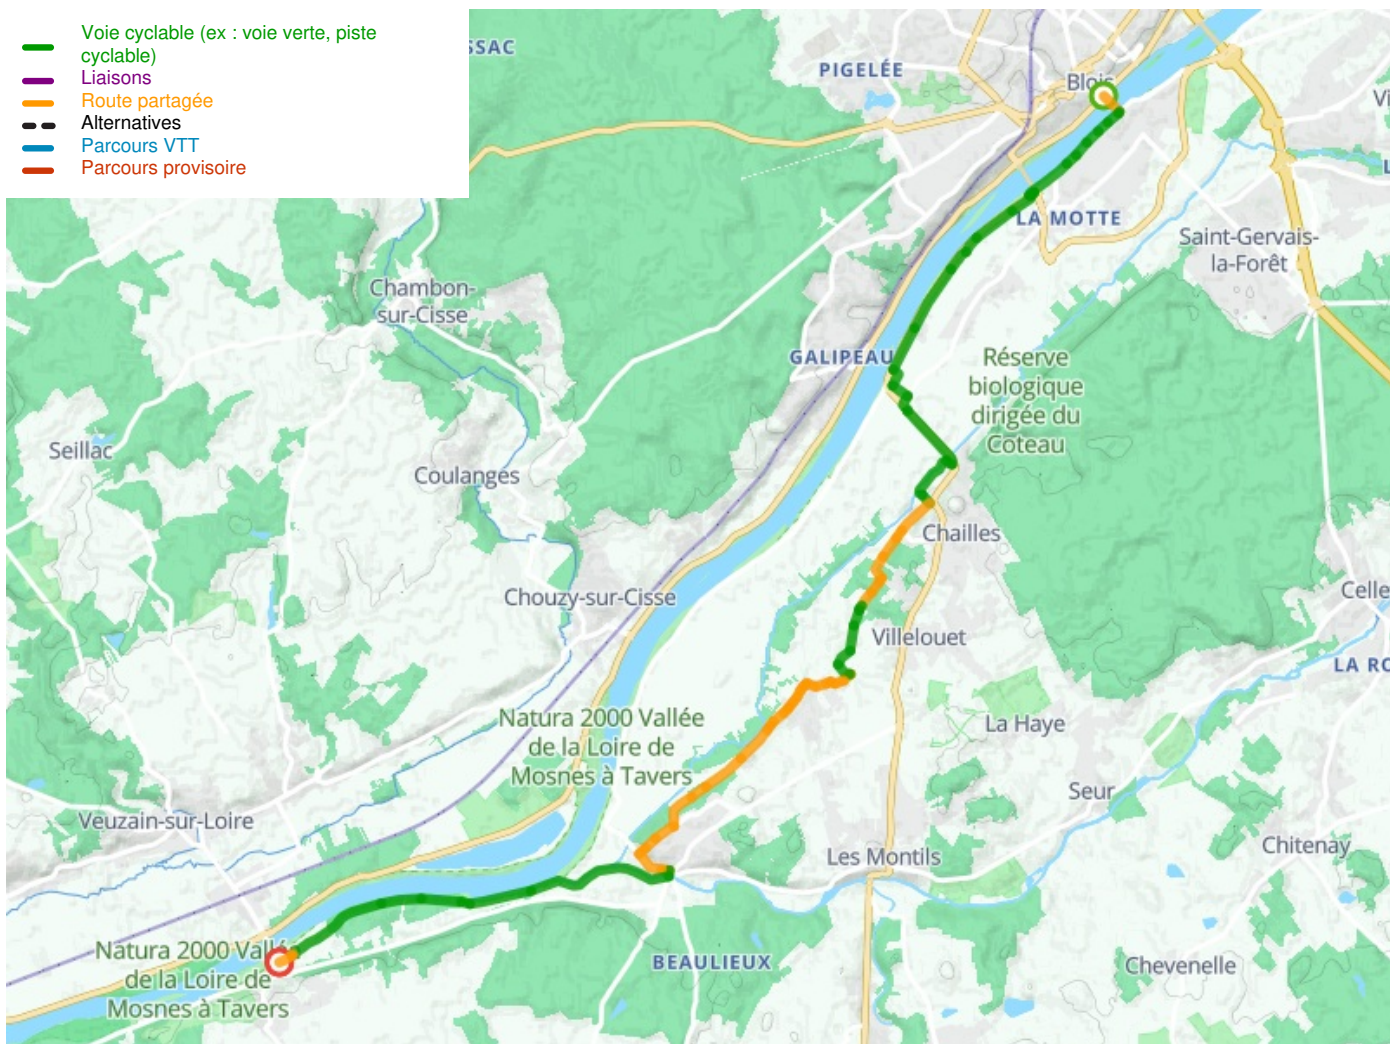 Voie cyclable (ex : voie verte, piste
cyclable)
Liaisons
Route partagée
Alternatives
Parcours VTT
Parcours provisoire
SSAC
PIGELÉE
Blois
Vi
L
LA MOTTE
Saint-Gervais-
la-Forêt
Chambon-
sur-Cisse
GALIPEAU
Réserve
biologique
dirigée du
Coteau
Seillac
Coulanges
Chailles
Chouzy-sur-Cisse
Celle
Villelouet
LA RO
Natura 2000 Vallée
de la Loire de
Mosnes à Tavers
La Haye
Seur
Veuzain-sur-Loire
Chitenay
Les Montils
Natura 2000 Vallée
de la Loire de
Mosnes à Tavers
BEAULIEUX
Chevenelle